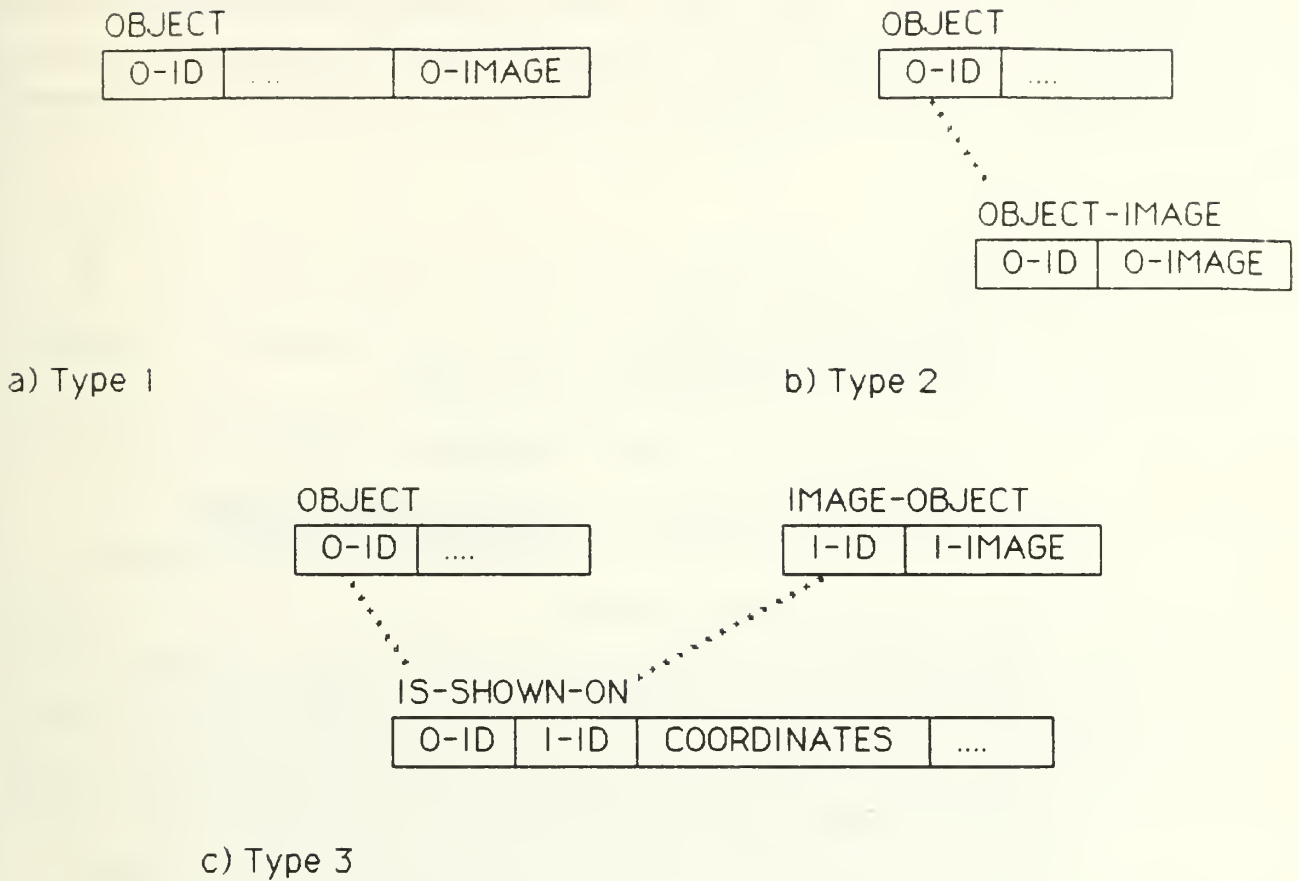 OBJECT
O-ID .... O-IMAGE
OBJECT
O-ID ....
OBJECT-IMAGE
O-ID O-IMAGE
a) Type 1
b) Type 2
OBJECT
O-ID ....
IMAGE-OBJECT
I-ID I-IMAGE
IS-SHOWN-ON
O-ID I-ID COORDINATES ....
c) Type 3